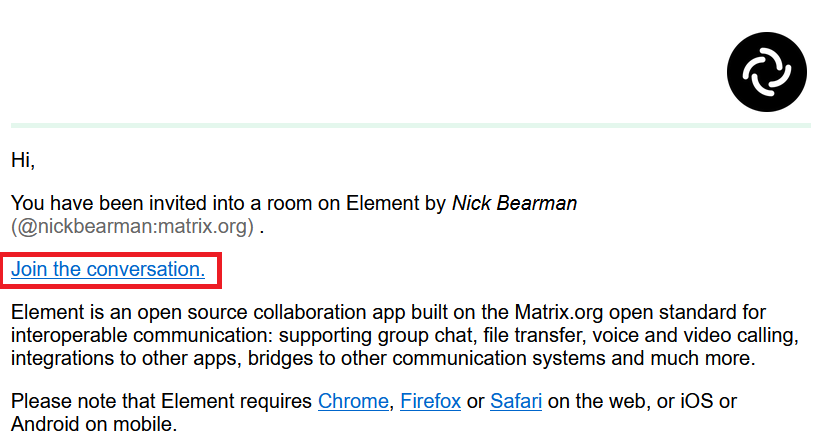 Hi,
You have been invited into a room on Element by Nick Bearman
(@nickbearman:matrix.org) .
Join the conversation.
Element is an open source collaboration app built on the Matrix.org open standard for
interoperable communication: supporting group chat, file transfer, voice and video calling,
integrations to other apps, bridges to other communication systems and much more.
Please note that Element requires Chrome, Firefox or Safari on the web, or iOS or
Android on mobile.